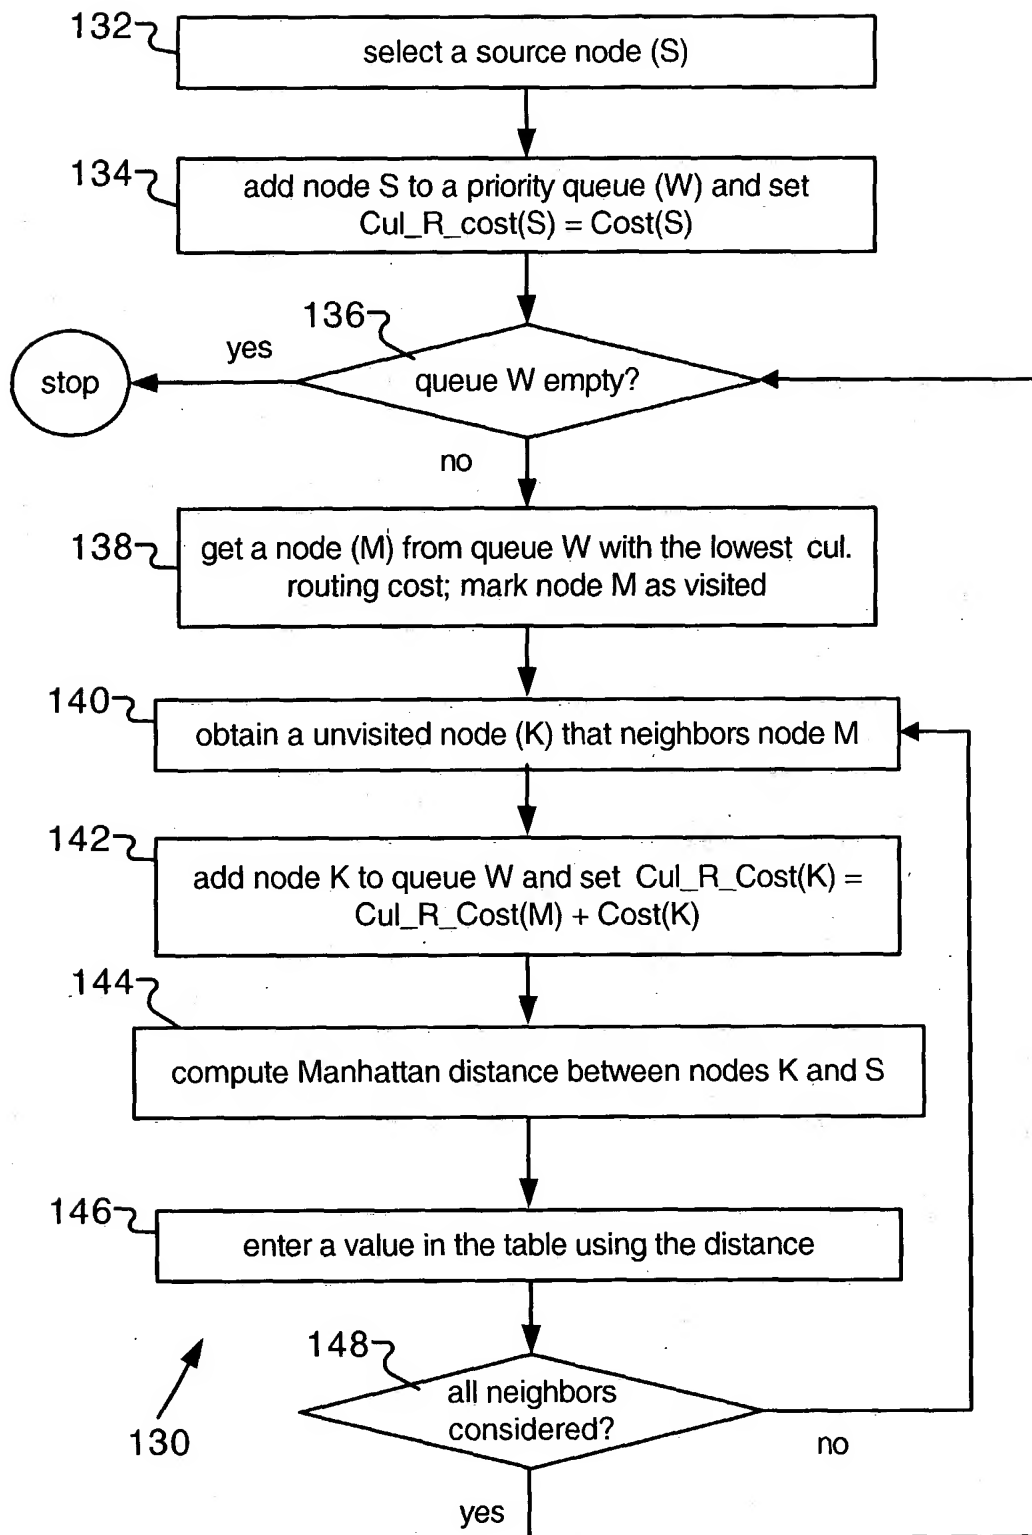 132
select a source node (S)
134
add node S to a priority queue (W) and set
Cul_R_cost(S) = Cost(S)
136
yes
stop
queue W empty?
no
138
get a node (M) from queue W with the lowest cul.
routing cost; mark node M as visited
140
obtain a unvisited node (K) that neighbors node M
142
add node K to queue W and set Cul_R_Cost(K) =
Cul_R_Cost(M) + Cost(K)
144
compute Manhattan distance between nodes K and S
146
enter a value in the table using the distance
148
all neighbors
considered?
130
no
yes